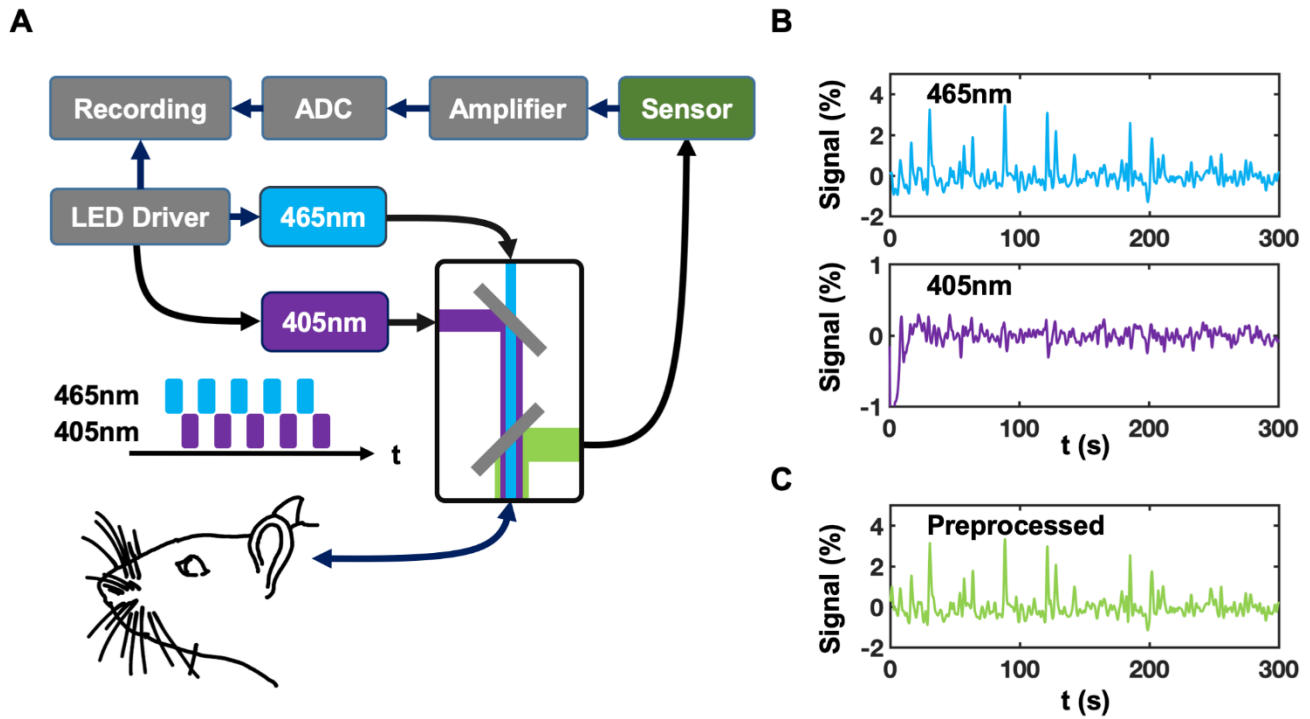 A
Recording
ADC
Amplifier
Sensor
LED Driver
465nm
405nm
465nm
405nm
t
B
Signal (%)
465nm
4
2
0
-2
0
100
200
300
Signal (%)
405nm
1
0
-1
0
100
200
300
t (s)
C
Signal (%)
Preprocessed
4
2
0
-2
0
100
200
300
t (s)